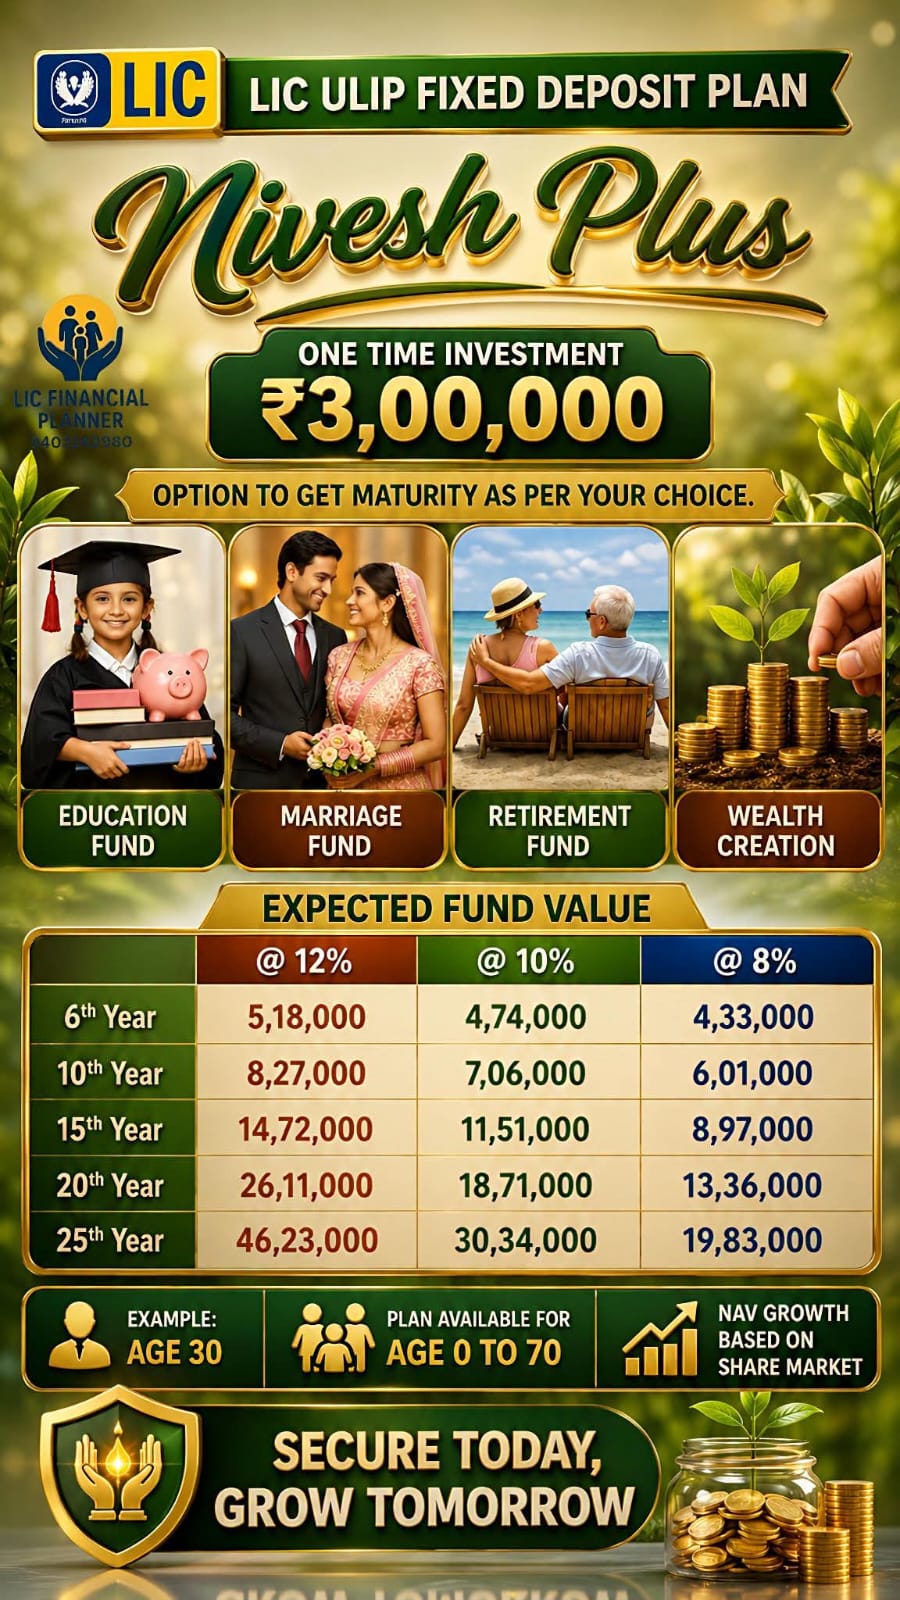 LIC
LIC ULIP FIXED DEPOSIT PLAN
Nivesh Plus
LIC FINANCIAL
PLANNER
ONE TIME INVESTMENT
₹3,00,000
OPTION TO GET MATURITY AS PER YOUR CHOICE.
EDUCATION
FUND
MARRIAGE
FUND
RETIREMENT
FUND
WEALTH
CREATION
EXPECTED FUND VALUE
@ 12% @ 10% @ 8%
6th Year 5,18,000 4,74,000 4,33,000
10th Year 8,27,000 7,06,000 6,01,000
15th Year 14,72,000 11,51,000 8,97,000
20th Year 26,11,000 18,71,000 13,36,000
25th Year 46,23,000 30,34,000 19,83,000
EXAMPLE:
AGE 30
PLAN AVAILABLE FOR
AGE 0 TO 70
NAV GROWTH
BASED ON
SHARE MARKET
SECURE TODAY,
GROW TOMORROW